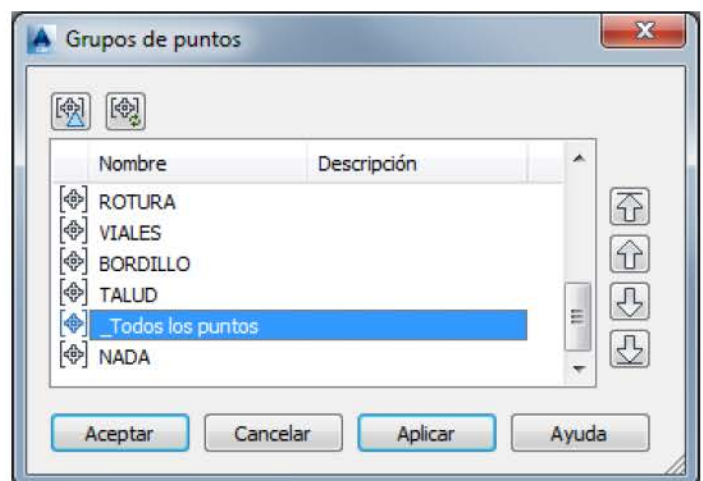 Grupos de puntos
Nombre Descripción
ROTURA
VIALES
BORDILLO
TALUD
_Todos los puntos
NADA
Aceptar Cancelar Aplicar Ayuda